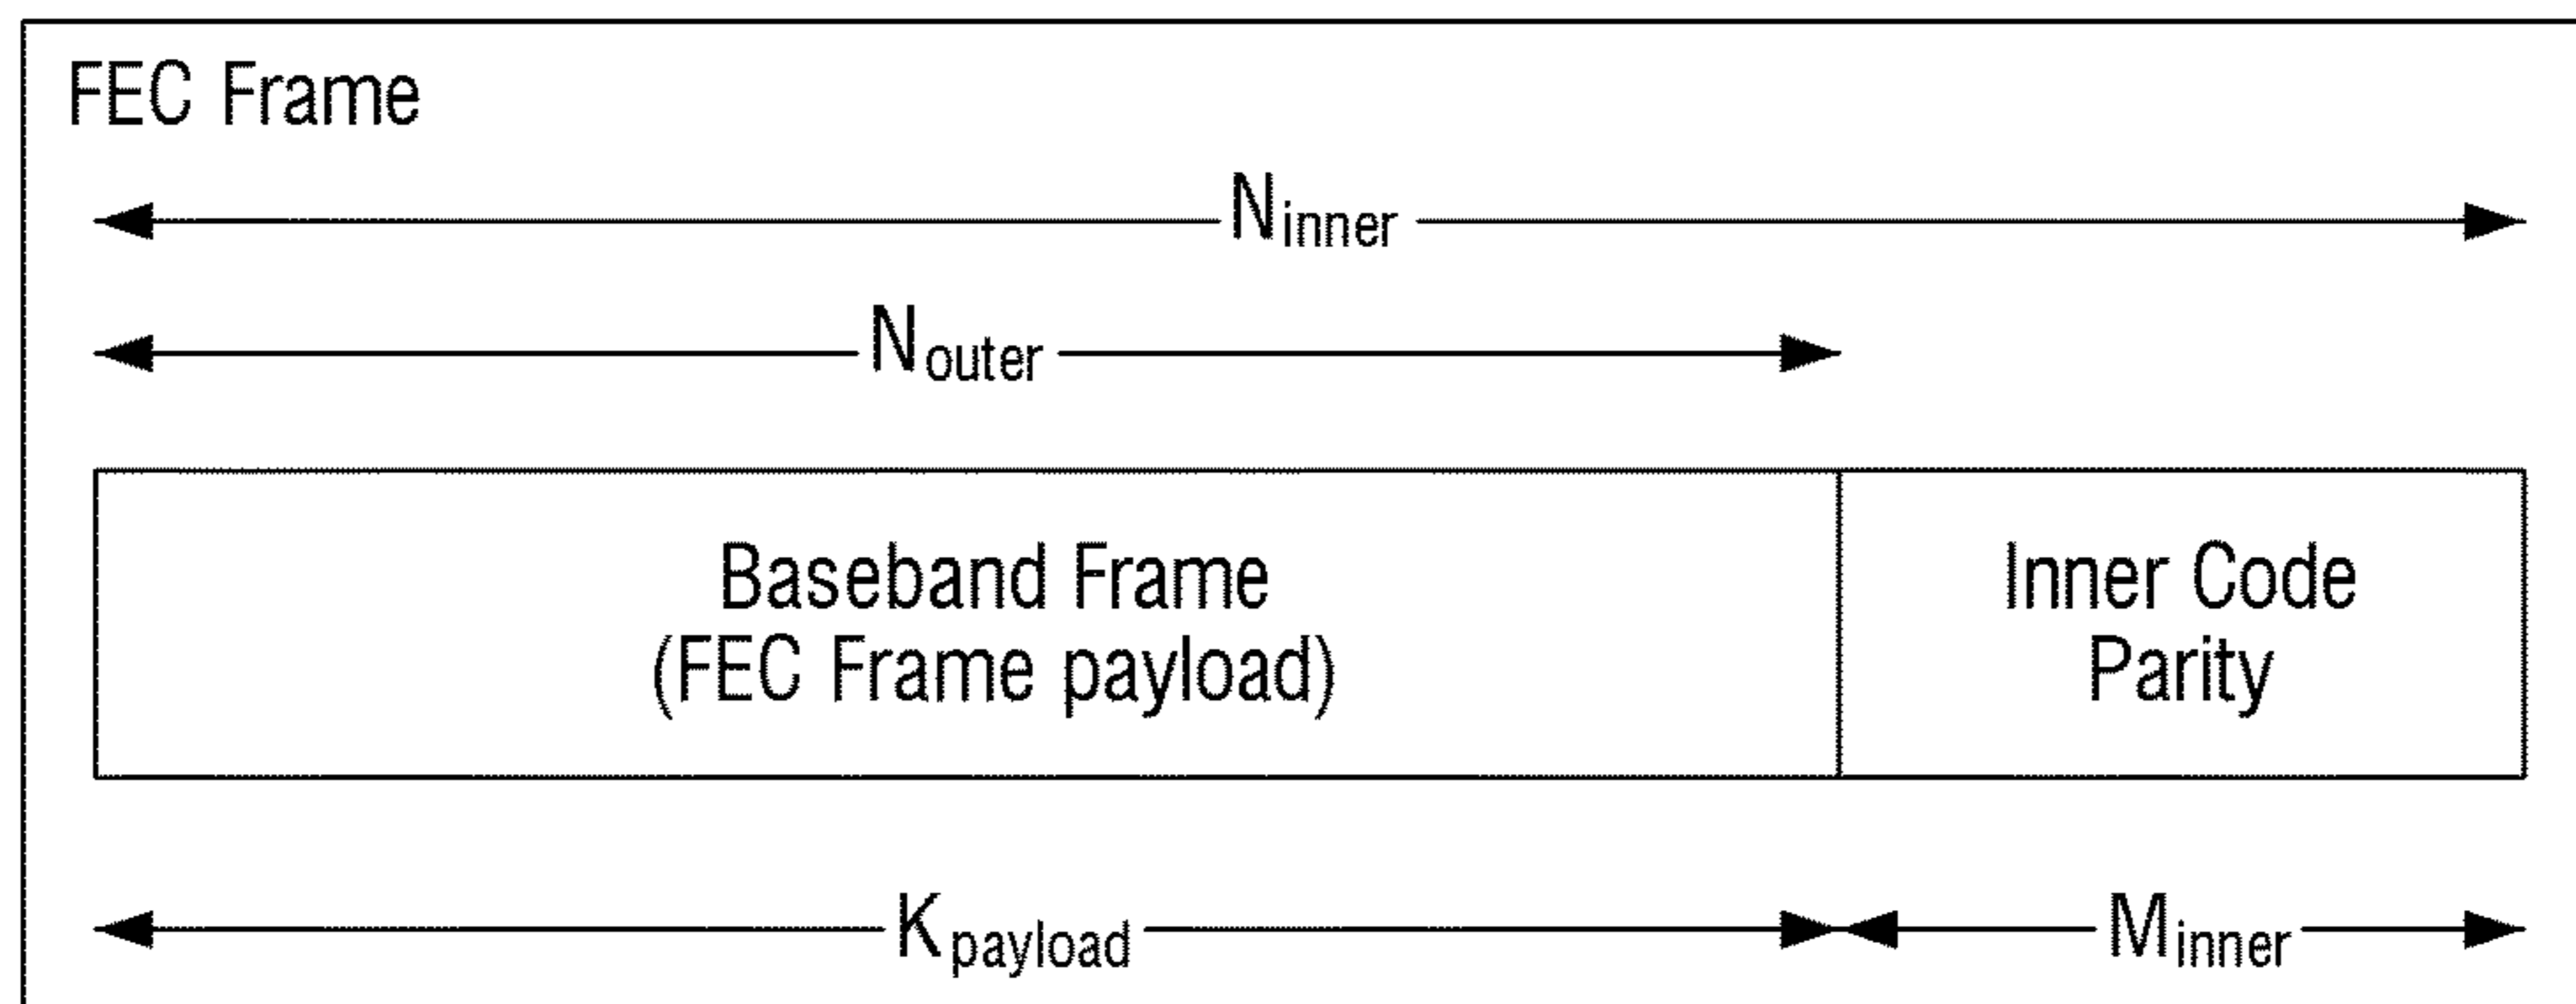 FEC Frame
Ninner
Nouter
Baseband Frame
(FEC Frame payload)
Inner Code
Parity
Kpayload
Minner